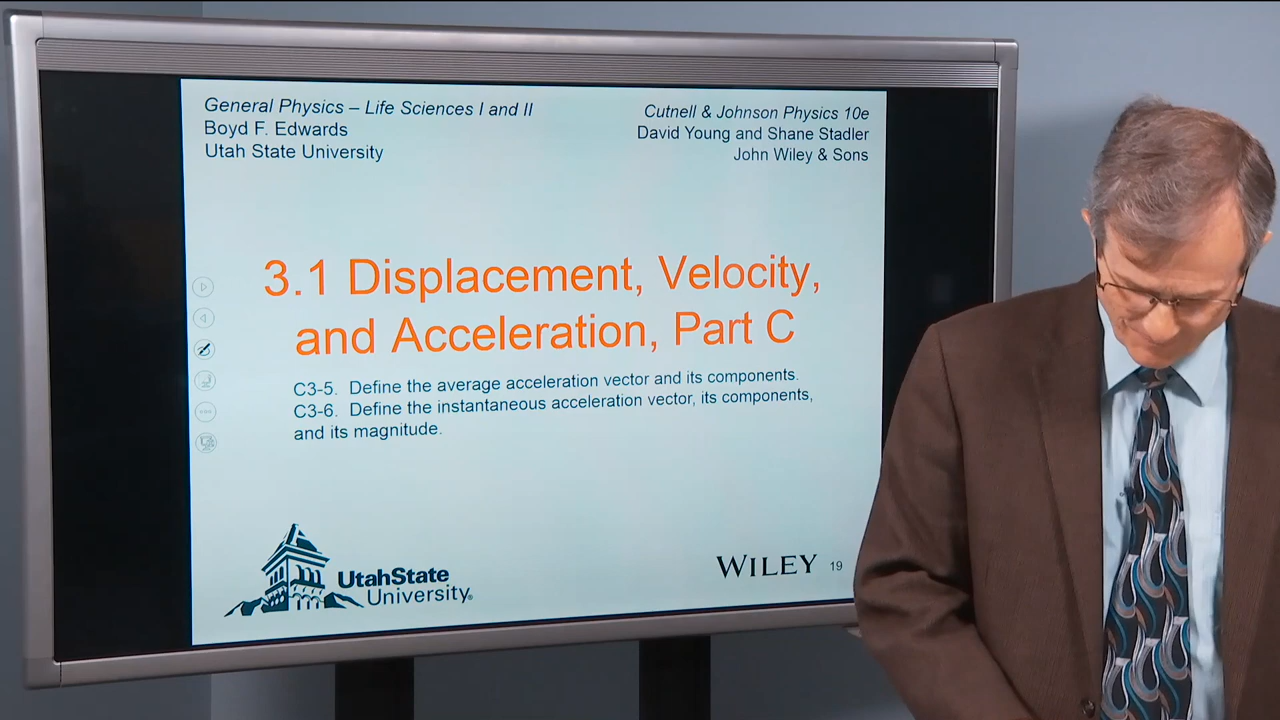 General Physics – Life Sciences I and II
Boyd F. Edwards
Utah State University
Cutnell & Johnson Physics 10e
David Young and Shane Stadler
John Wiley & Sons
3.1 Displacement, Velocity,
and Acceleration, Part C
C3-5. Define the average acceleration vector and its components.
C3-6. Define the instantaneous acceleration vector, its components,
and its magnitude.
UtahState
University®
WILEY
19